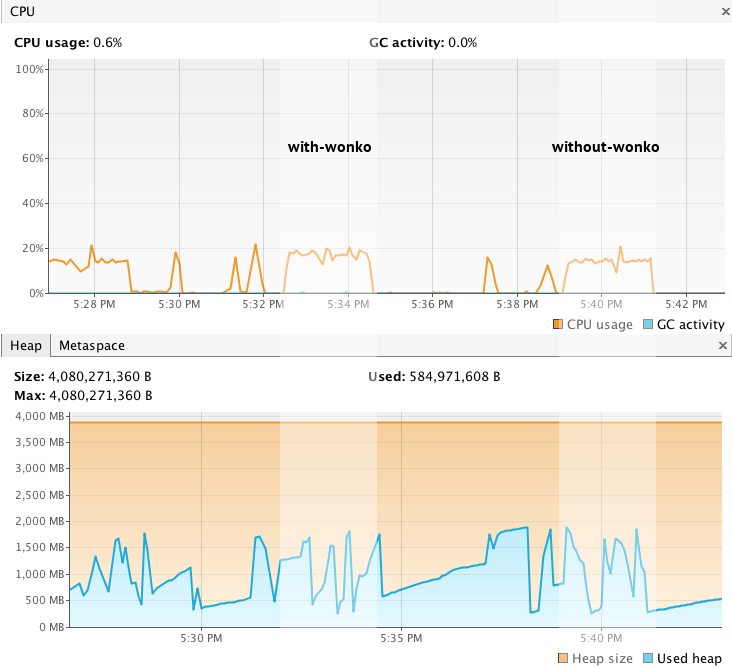 CPU ×
CPU usage: 0.6% GC activity: 0.0%
100%
80%
with-wonko without-wonko
60%
40%
20%
0%
5:28 PM 5:30 PM 5:32 PM 5:34 PM 5:36 PM 5:38 PM 5:40 PM 5:42 PM
CPU usage GC activity
Heap Metaspace ×
Size: 4,080,271,360 B Used: 584,971,608 B
Max: 4,080,271,360 B
4,000 MB
3,500 MB
3,000 MB
2,500 MB
2,000 MB
1,500 MB
1,000 MB
500 MB
0 MB
5:30 PM 5:35 PM 5:40 PM
Heap size Used heap